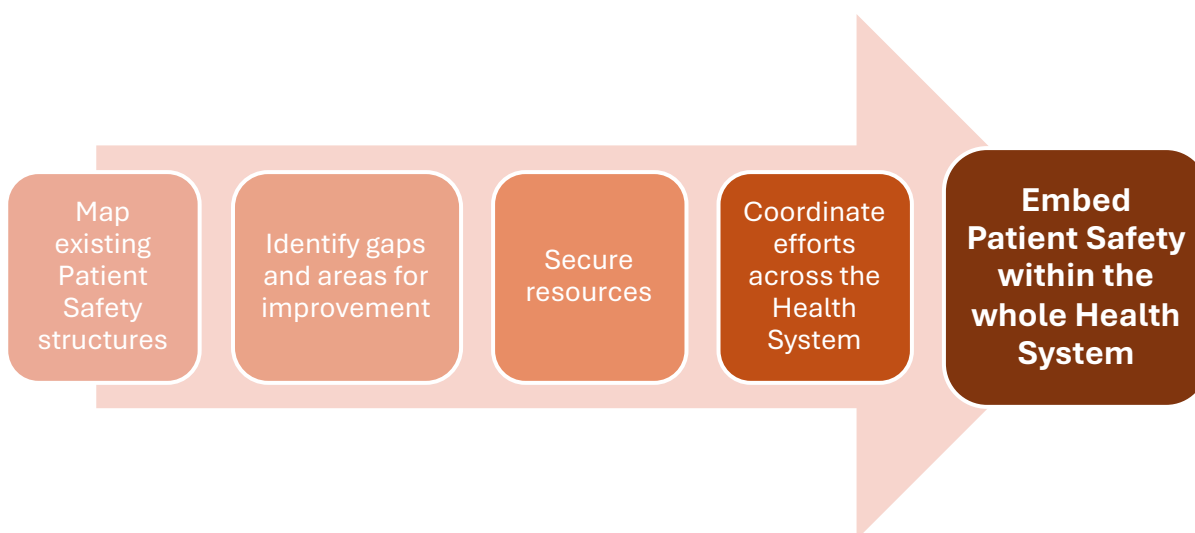 Map
existing
Patient
Safety
structures
Identify gaps
and areas for
improvement
Secure
resources
Coordinate
efforts
across the
Health
System
Embed
Patient Safety
within the
whole Health
System